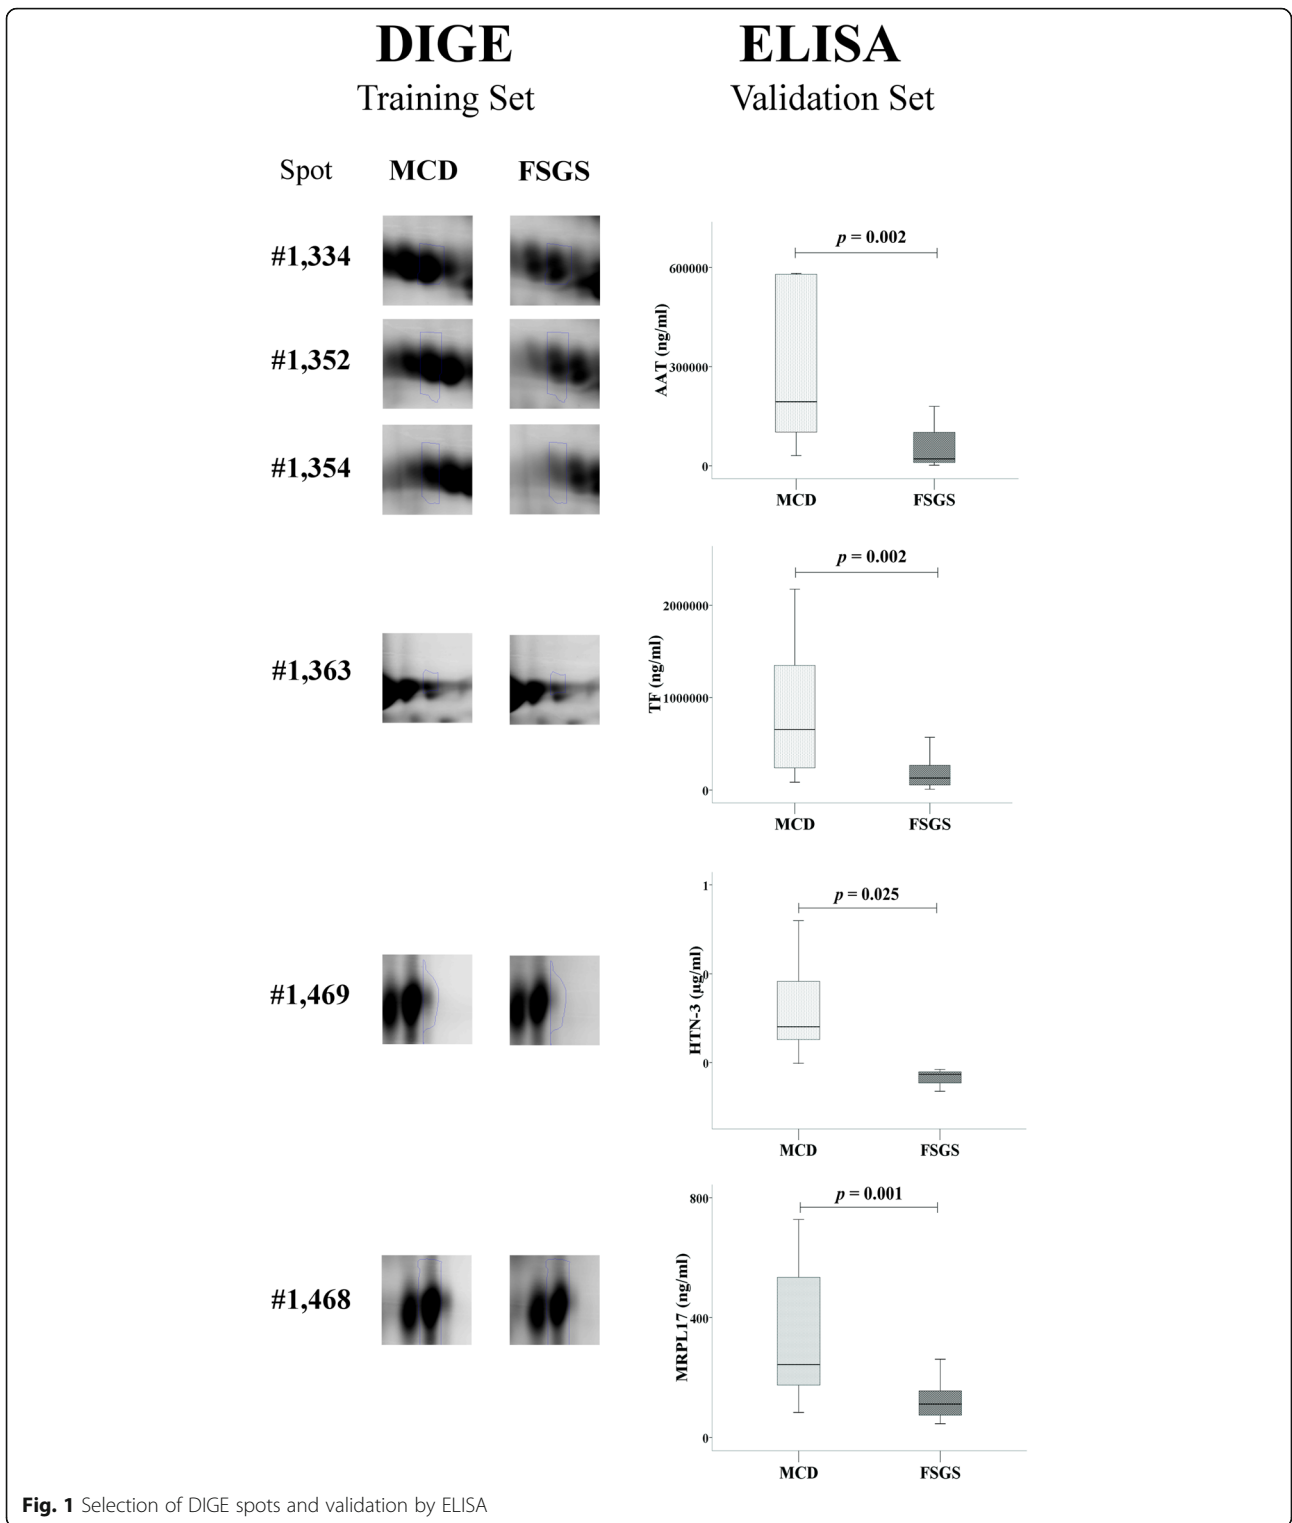 DIGE
ELISA
Training Set
Validation Set
Spot
MCD
FSGS
#1,334
#1,352
#1,354
p = 0.002
600000
300000
0
AAT (ng/ml)
MCD
FSGS
#1,363
p = 0.002
2000000
1000000
0
TF (ng/ml)
MCD
FSGS
#1,469
p = 0.025
1
0
0
HTN-3 (µg/ml)
MCD
FSGS
#1,468
p = 0.001
800
400
0
MRPL17 (ng/ml)
MCD
FSGS
Fig. 1 Selection of DIGE spots and validation by ELISA